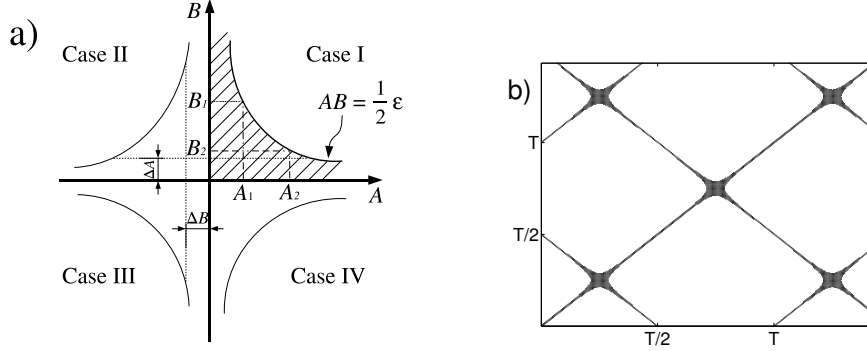 a)
B
Case II
Case I
B₁
AB = 1/2 ε
B₂
ΔA
A₁
A₂
A
ΔB
Case III
Case IV
b)
T
T/2
T/2
T